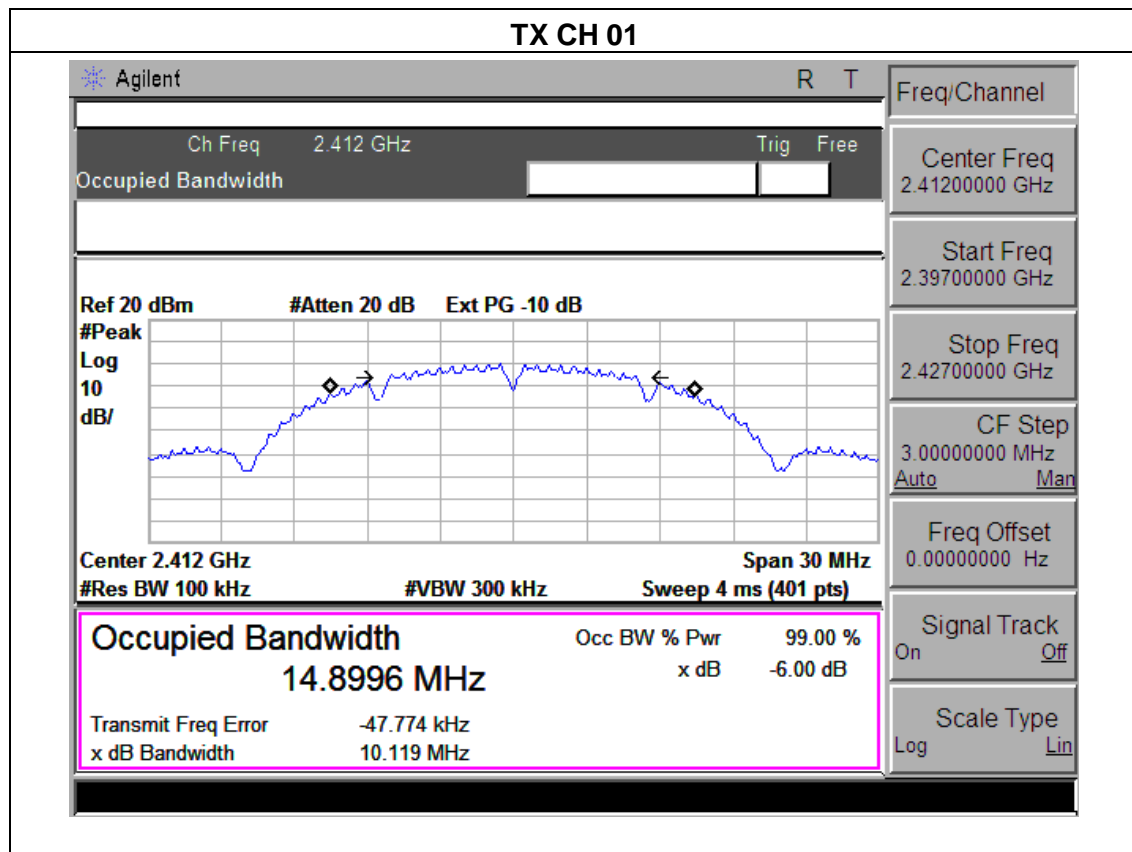 TX CH 01
Agilent R T
Freq/Channel
Ch Freq 2.412 GHz Trig Free
Occupied Bandwidth
Center Freq
2.41200000 GHz
Start Freq
2.39700000 GHz
Ref 20 dBm #Atten 20 dB Ext PG -10 dB
#Peak
Log
10
dB/
Stop Freq
2.42700000 GHz
CF Step
3.00000000 MHz
Auto Man
Freq Offset
0.00000000 Hz
Center 2.412 GHz Span 30 MHz
#Res BW 100 kHz #VBW 300 kHz Sweep 4 ms (401 pts)
Occupied Bandwidth Occ BW % Pwr 99.00 %
14.8996 MHz x dB -6.00 dB
Transmit Freq Error -47.774 kHz
x dB Bandwidth 10.119 MHz
Signal Track
On Off
Scale Type
Log Lin